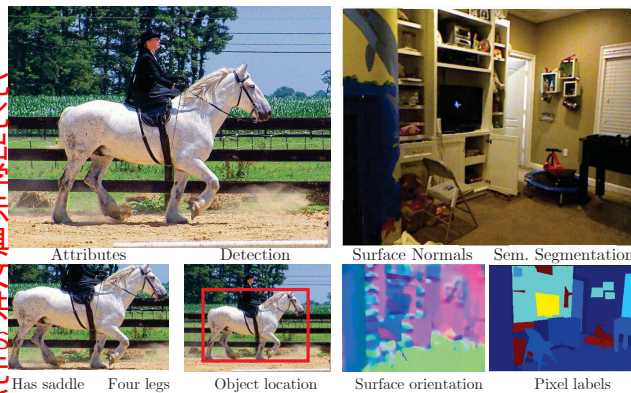 Attributes Detection Surface Normals Sem. Segmentation
Has saddle Four legs Object location Surface orientation Pixel labels